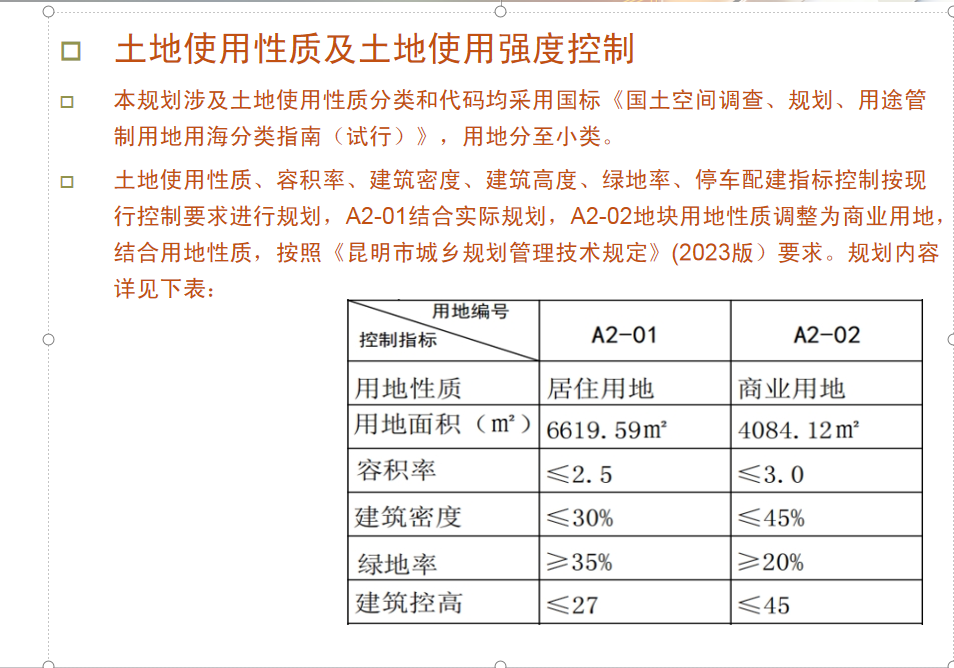 土地使用性质及土地使用强度控制
本规划涉及土地使用性质分类和代码均采用国标《国土空间调查、规划、用途管
制用地用海分类指南（试行）》，用地分至小类。
土地使用性质、容积率、建筑密度、建筑高度、绿地率、停车配建指标控制按现
行控制要求进行规划，A2-01结合实际规划，A2-02地块用地性质调整为商业用地，
结合用地性质，按照《昆明市城乡规划管理技术规定》(2023版）要求。规划内容
详见下表：
用地编号
控制指标 A2-01 A2-02
用地性质 居住用地 商业用地
用地面积（㎡） 6619.59㎡ 4084.12㎡
容积率 ≤2.5 ≤3.0
建筑密度 ≤30% ≤45%
绿地率 ≥35% ≥20%
建筑控高 ≤27 ≤45